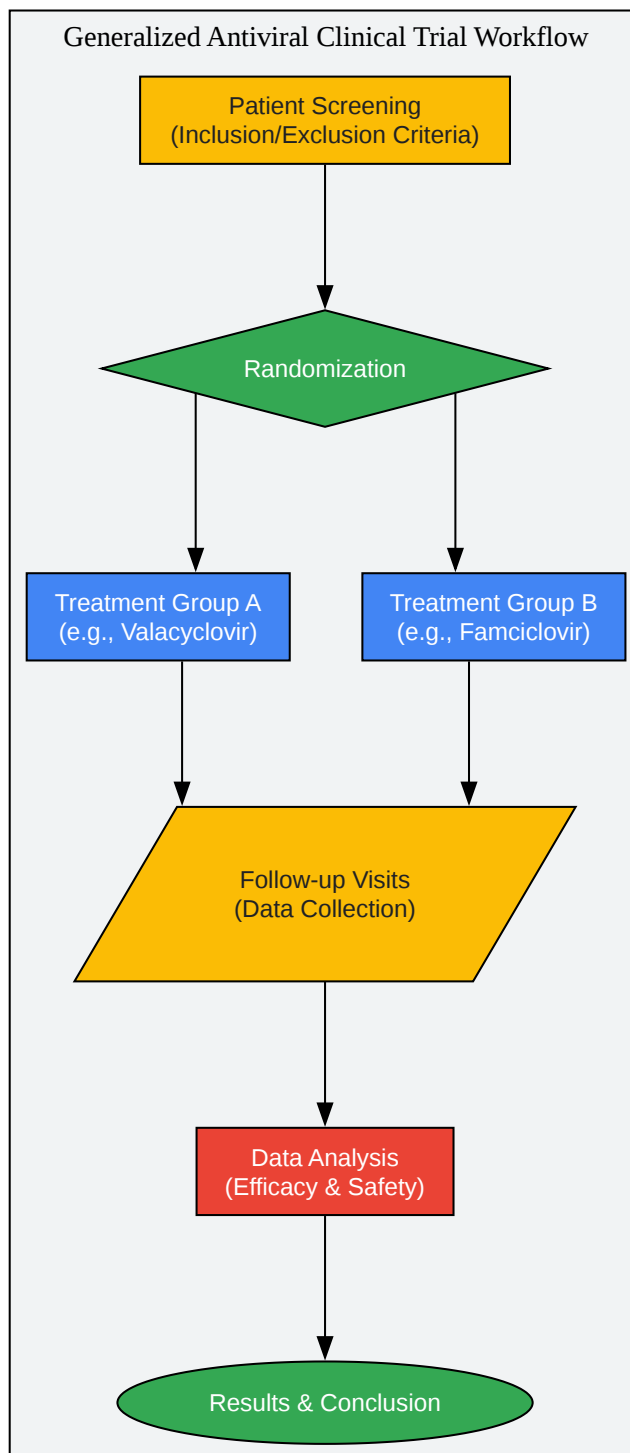 Generalized Antiviral Clinical Trial Workflow
Patient Screening
(Inclusion/Exclusion Criteria)
Randomization
Treatment Group A
(e.g., Valacyclovir)
Treatment Group B
(e.g., Famciclovir)
Follow-up Visits
(Data Collection)
Data Analysis
(Efficacy & Safety)
Results & Conclusion